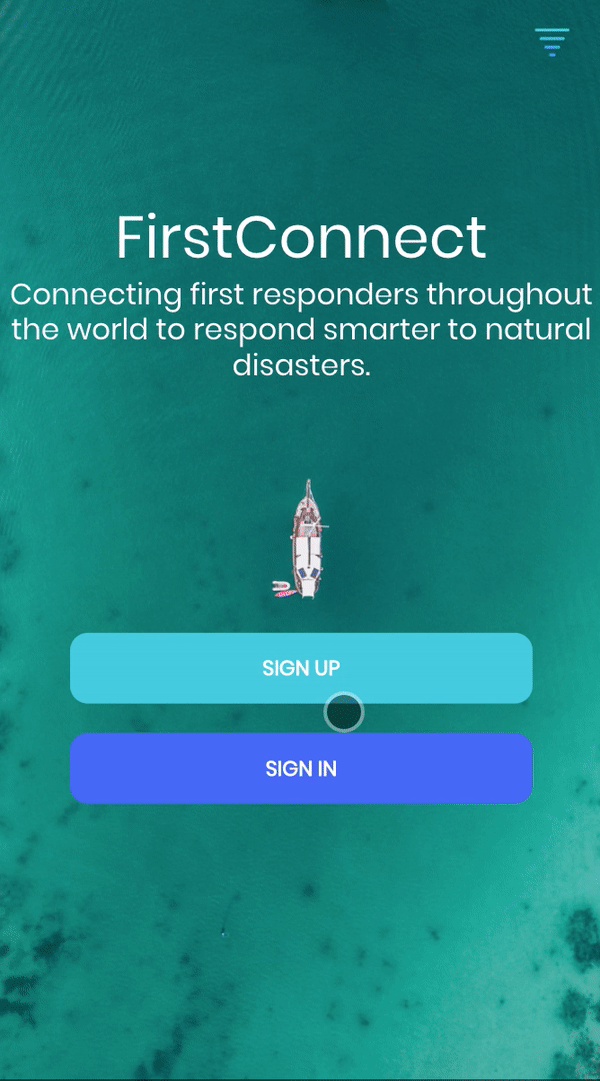 FirstConnect
Connecting first responders throughout
the world to respond smarter to natural
disasters.
SIGN UP
SIGN IN